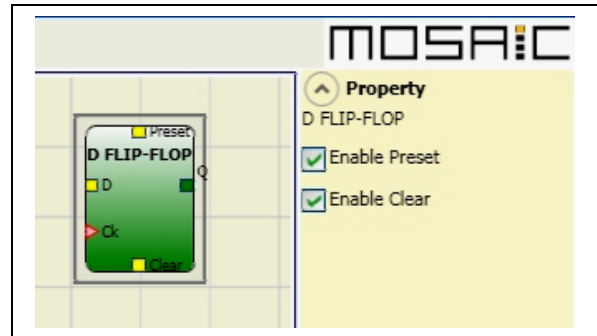 MOSAIC
Property
D FLIP-FLOP
Enable Preset
Enable Clear
Preset
D FLIP-FLOP
Q
D
Ck
Clear